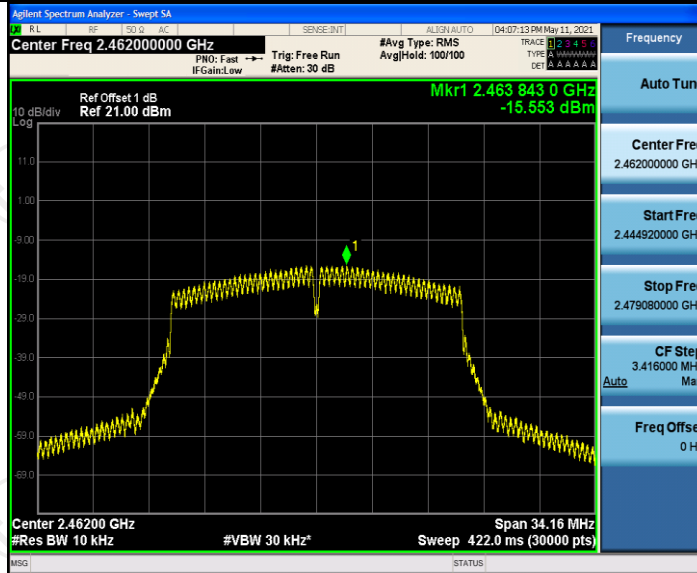 Agilent Spectrum Analyzer - Swept SA
RL RF 50 Ω AC SENSE:INT ALIGN AUTO 04:07:13 PM May 11, 2021
Center Freq 2.462000000 GHz
PNO: Fast
IFGain:Low
Trig: Free Run
#Atten: 30 dB
#Avg Type: RMS
Avg|Hold: 100/100
TRACE 1 2 3 4 5 6
TYPE A WWWWW
DET A A A A A A
Ref Offset 1 dB
10 dB/div Ref 21.00 dBm
Log
Mkr1 2.463 843 0 GHz
-15.553 dBm
11.0
1.00
-9.00
1
-19.0
-29.0
-39.0
-49.0
-59.0
-69.0
Center 2.46200 GHz Span 34.16 MHz
#Res BW 10 kHz #VBW 30 kHz* Sweep 422.0 ms (30000 pts)
MSG STATUS
Frequency
Auto Tun
Center Fre
2.462000000 GH
Start Fre
2.444920000 GH
Stop Fre
2.479080000 GH
CF Ste
3.416000 MH
Auto Ma
Freq Offse
0 H